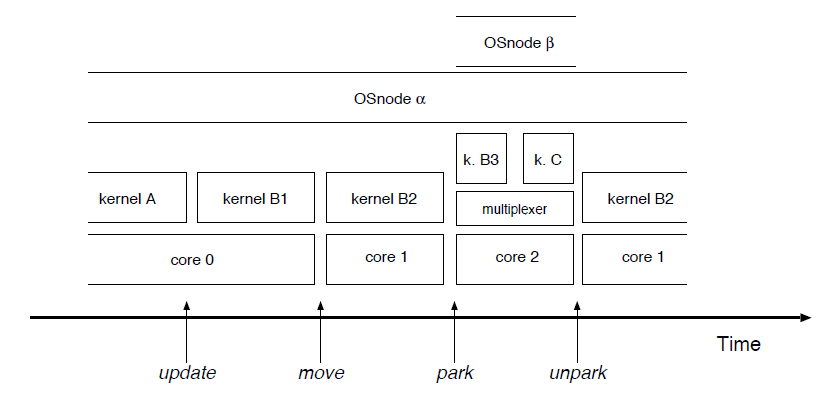 OSnode β
OSnode α
k. B3 k. C
kernel A kernel B1 kernel B2 multiplexer kernel B2
core 0 core 1 core 2 core 1
Time
update move park unpark